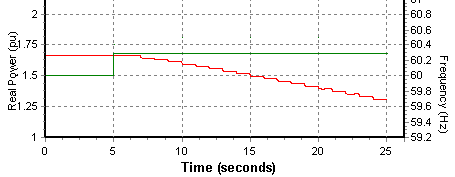 61
2 60.8
60.6
1.75 60.4
60.2
1.5 60
59.8
1.25 59.6
59.4
1 59.2
Real Power (pu)
Frequency (Hz)
0 5 10 15 20 25
Time (seconds)